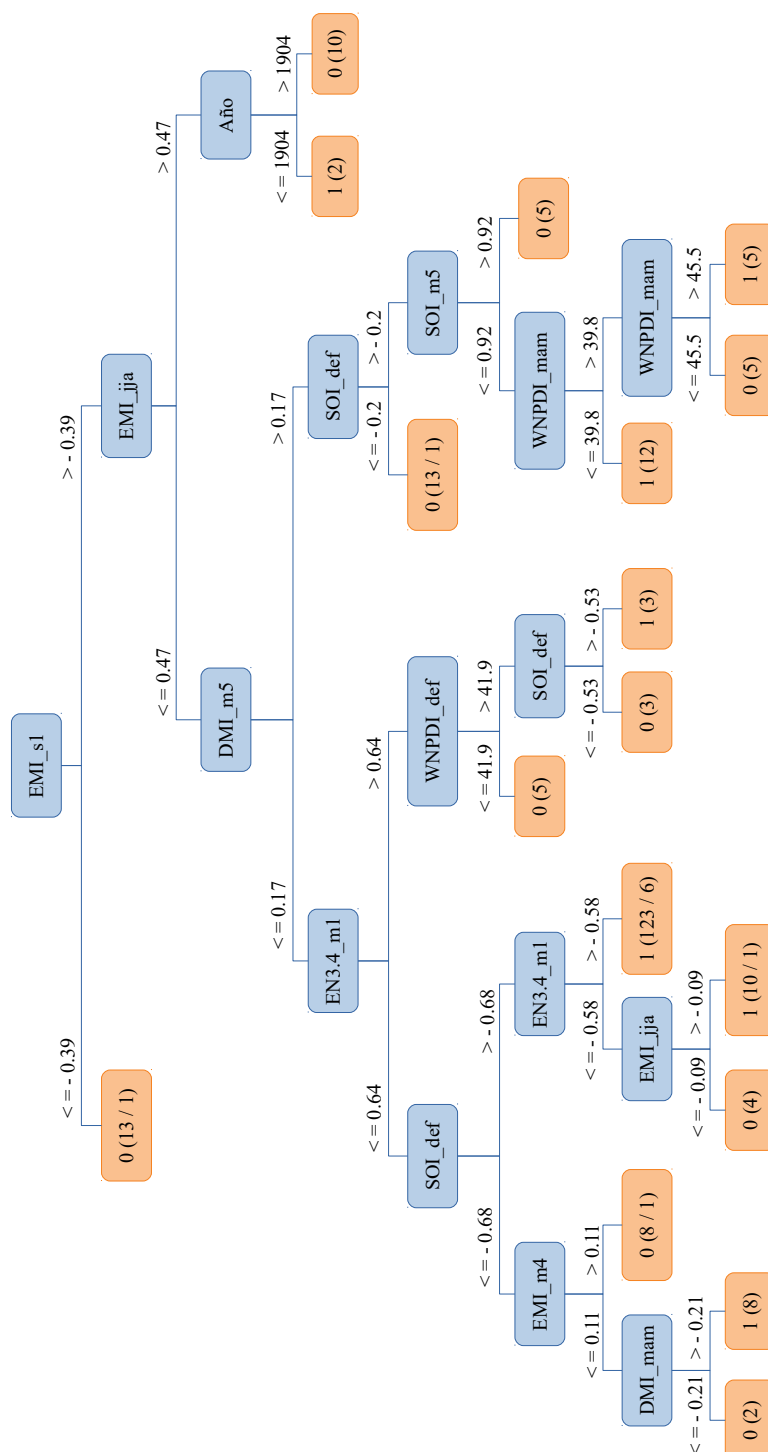 EMI_s1
<= - 0.39
> - 0.39
0 (13 / 1)
EMI_jja
<= 0.47
> 0.47
DMI_m5
Año
<= 0.17
> 0.17
<= 1904
> 1904
EN3.4_m1
SOI_def
1 (2)
0 (10)
<= 0.64
> 0.64
<= - 0.2
> - 0.2
SOI_def
WNPDI_def
0 (13 / 1)
SOI_m5
<= - 0.68
> - 0.68
<= 41.9
> 41.9
<= 0.92
> 0.92
EMI_m4
EN3.4_m1
0 (5)
SOI_def
WNPDI_mam
0 (5)
<= 0.11
> 0.11
<= - 0.58
> - 0.58
<= - 0.53
> - 0.53
<= 39.8
> 39.8
DMI_mam
0 (8 / 1)
EMI_jja
1 (123 / 6)
0 (3)
1 (3)
1 (12)
WNPDI_mam
<= - 0.21
> - 0.21
<= - 0.09
> - 0.09
<= 45.5
> 45.5
0 (2)
1 (8)
0 (4)
1 (10 / 1)
0 (5)
1 (5)